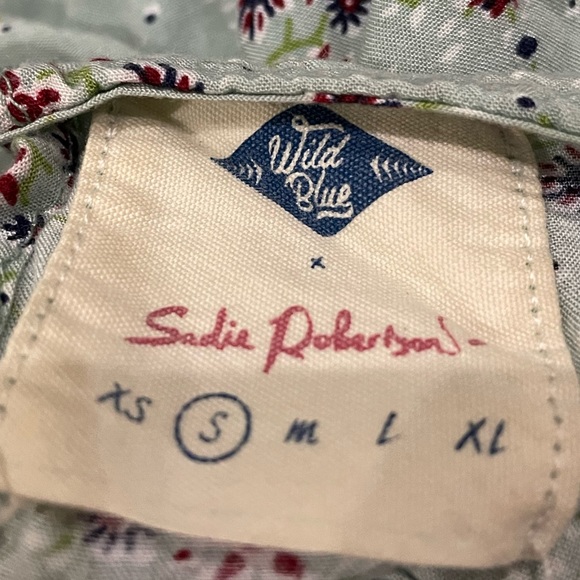 Wild
Blue
x
Sadie Robertson
XS S M L XL